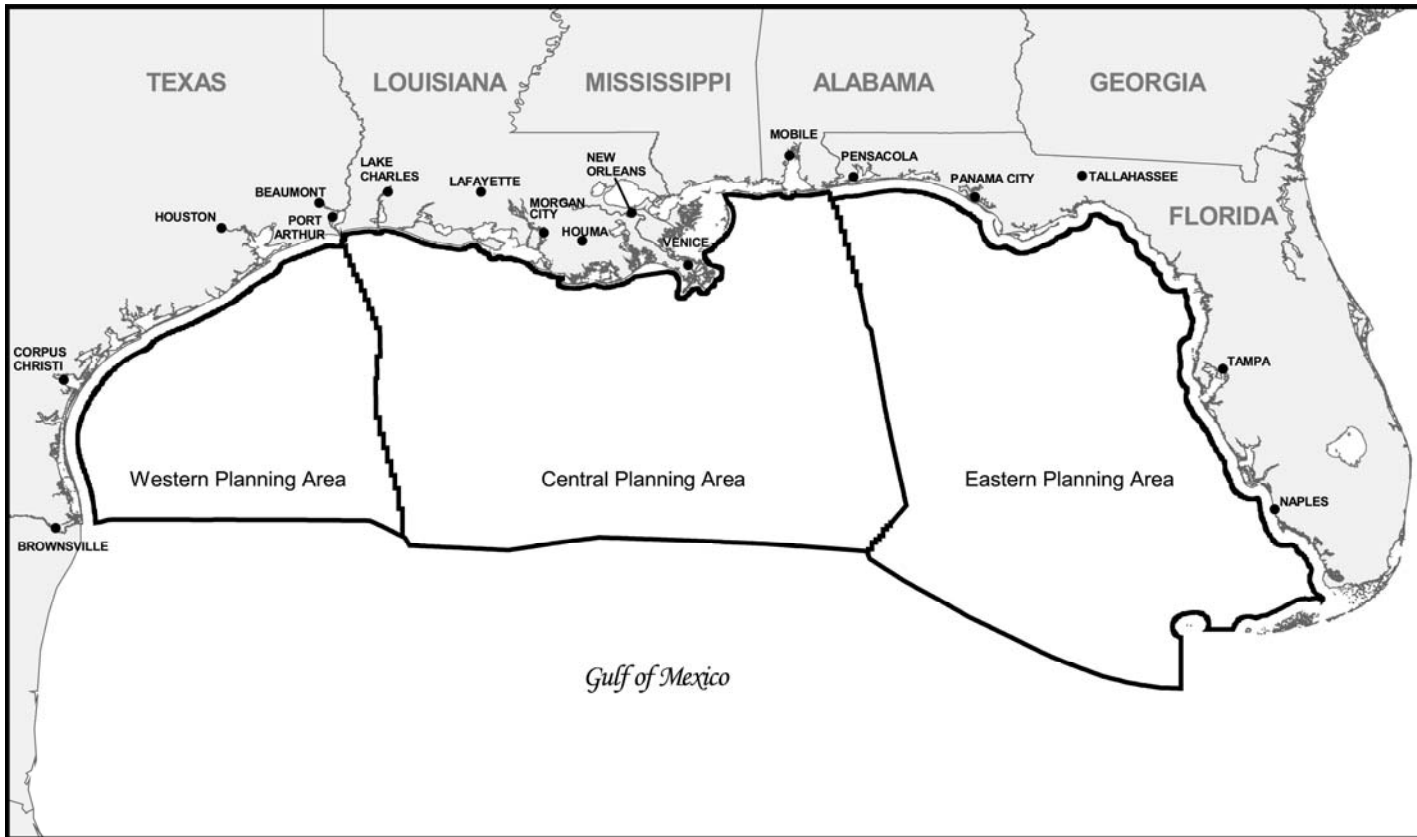 TEXAS
LOUISIANA
MISSISSIPPI
ALABAMA
GEORGIA
MOBILE
NEW
ORLEANS
PENSACOLA
LAKE
CHARLES
LAFAYETTE
PANAMA CITY
TALLAHASSEE
BEAUMONT
MORGAN
CITY
HOUSTON
PORT
ARTHUR
HOUMA
VENICE
FLORIDA
CORPUS
CHRISTI
TAMPA
Western Planning Area
Central Planning Area
Eastern Planning Area
NAPLES
BROWNSVILLE
Gulf of Mexico